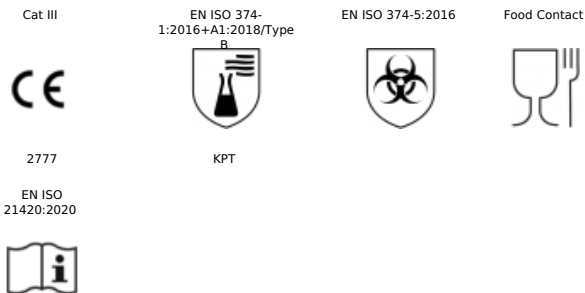 Cat III
EN ISO 374-
1:2016+A1:2018/Type
B
EN ISO 374-5:2016
Food Contact
CE
2777
KPT
EN ISO
21420:2020
i